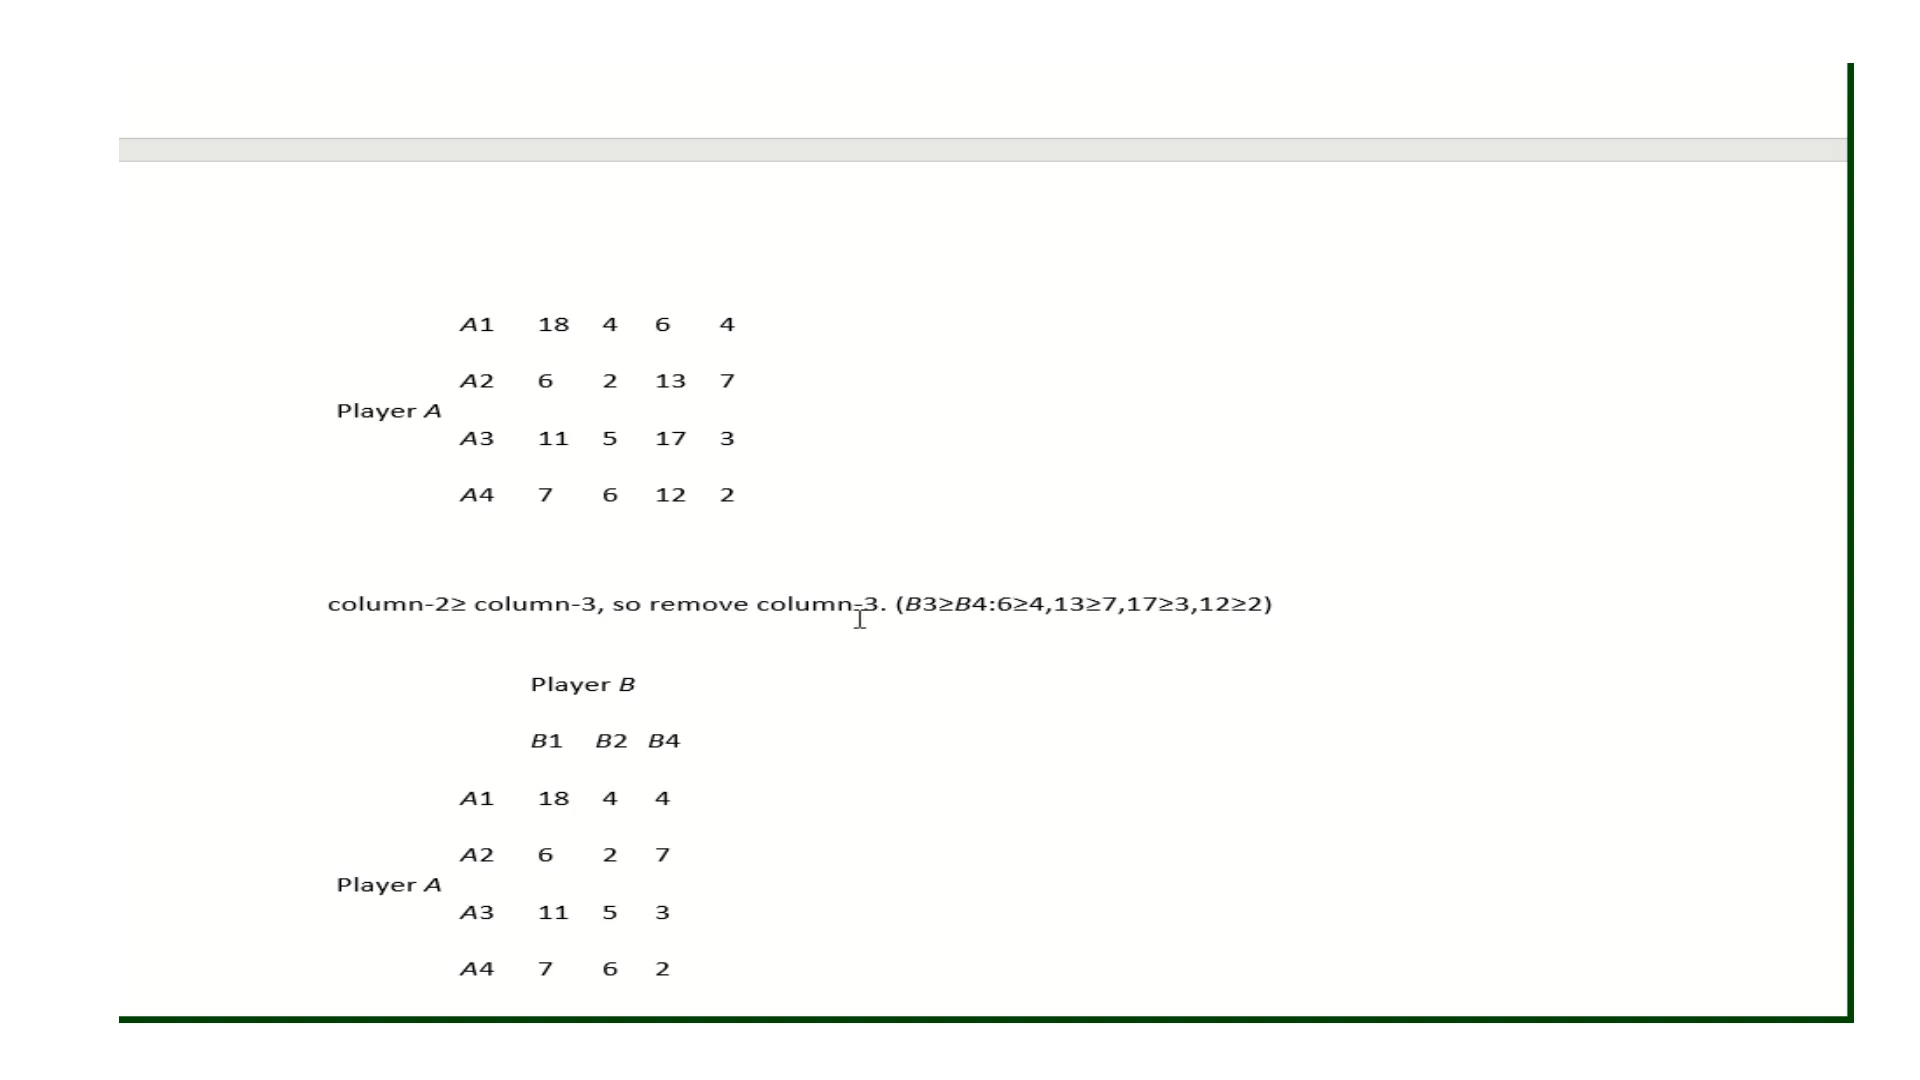 A1 18 4 6 4
A2 6 2 13 7
Player A
A3 11 5 17 3
A4 7 6 12 2
column-2≥ column-3, so remove column-3. (B3≥B4:6≥4,13≥7,17≥3,12≥2)
Player B
B1 B2 B4
A1 18 4 4
A2 6 2 7
Player A
A3 11 5 3
A4 7 6 2